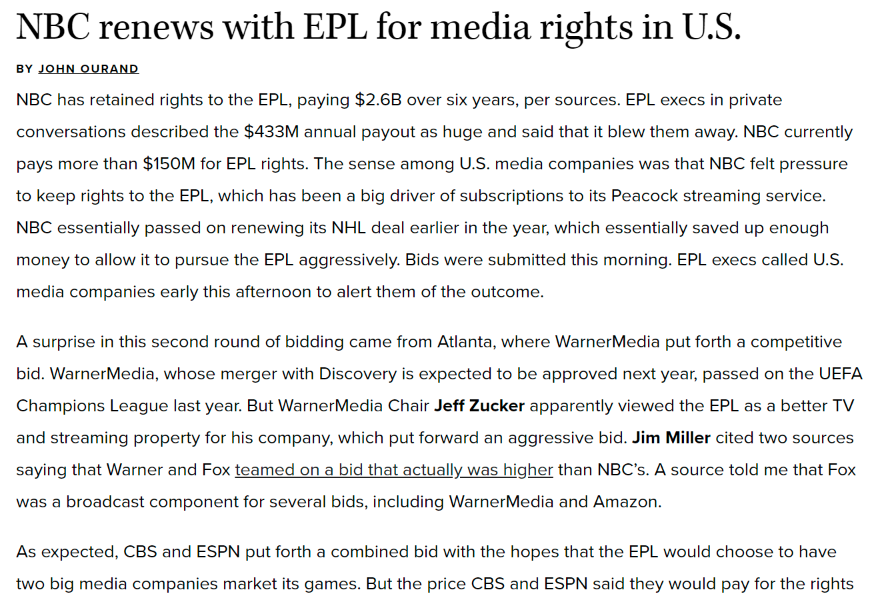 NBC renews with EPL for media rights in U.S.
BY JOHN OURAND
NBC has retained rights to the EPL, paying $2.6B over six years, per sources. EPL execs in private
conversations described the $433M annual payout as huge and said that it blew them away. NBC currently
pays more than $150M for EPL rights. The sense among U.S. media companies was that NBC felt pressure
to keep rights to the EPL, which has been a big driver of subscriptions to its Peacock streaming service.
NBC essentially passed on renewing its NHL deal earlier in the year, which essentially saved up enough
money to allow it to pursue the EPL aggressively. Bids were submitted this morning. EPL execs called U.S.
media companies early this afternoon to alert them of the outcome.
A surprise in this second round of bidding came from Atlanta, where WarnerMedia put forth a competitive
bid. WarnerMedia, whose merger with Discovery is expected to be approved next year, passed on the UEFA
Champions League last year. But WarnerMedia Chair Jeff Zucker apparently viewed the EPL as a better TV
and streaming property for his company, which put forward an aggressive bid. Jim Miller cited two sources
saying that Warner and Fox teamed on a bid that actually was higher than NBC's. A source told me that Fox
was a broadcast component for several bids, including WarnerMedia and Amazon.
As expected, CBS and ESPN put forth a combined bid with the hopes that the EPL would choose to have
two big media companies market its games. But the price CBS and ESPN said they would pay for the rights